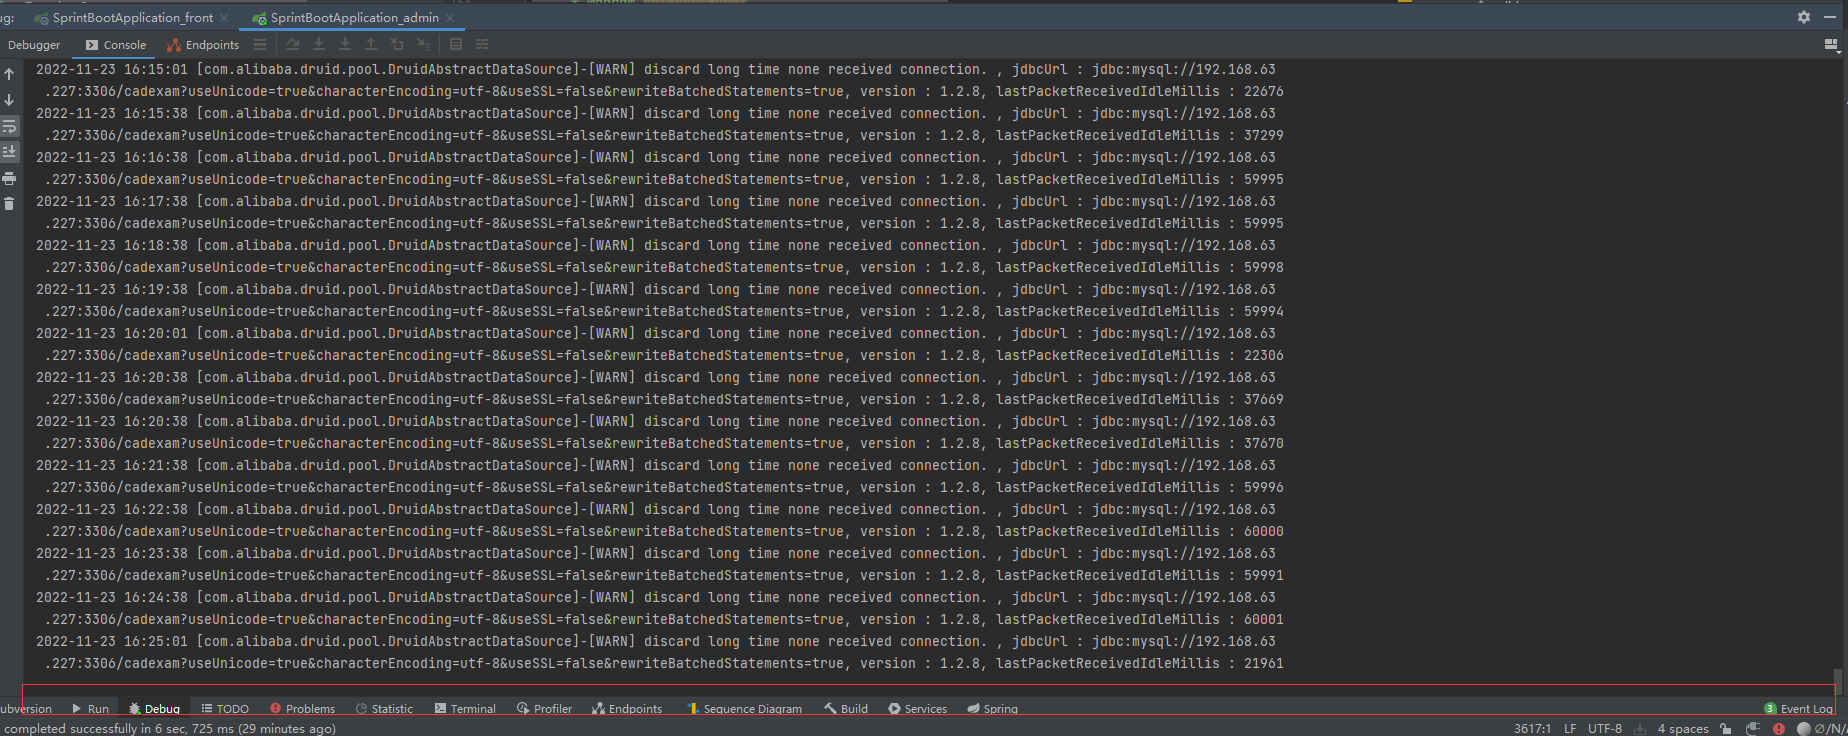 ug: SprintBootApplication_front × SprintBootApplication_admin ×
Debugger Console Endpoints
2022-11-23 16:15:01 [com.alibaba.druid.pool.DruidAbstractDataSource]-[WARN] discard long time none received connection. , jdbcUrl : jdbc:mysql://192.168.63
.227:3306/cadexam?useUnicode=true&characterEncoding=utf-8&useSSL=false&rewriteBatchedStatements=true, version : 1.2.8, lastPacketReceivedIdleMillis : 22676
2022-11-23 16:15:38 [com.alibaba.druid.pool.DruidAbstractDataSource]-[WARN] discard long time none received connection. , jdbcUrl : jdbc:mysql://192.168.63
.227:3306/cadexam?useUnicode=true&characterEncoding=utf-8&useSSL=false&rewriteBatchedStatements=true, version : 1.2.8, lastPacketReceivedIdleMillis : 37299
2022-11-23 16:16:38 [com.alibaba.druid.pool.DruidAbstractDataSource]-[WARN] discard long time none received connection. , jdbcUrl : jdbc:mysql://192.168.63
.227:3306/cadexam?useUnicode=true&characterEncoding=utf-8&useSSL=false&rewriteBatchedStatements=true, version : 1.2.8, lastPacketReceivedIdleMillis : 59995
2022-11-23 16:17:38 [com.alibaba.druid.pool.DruidAbstractDataSource]-[WARN] discard long time none received connection. , jdbcUrl : jdbc:mysql://192.168.63
.227:3306/cadexam?useUnicode=true&characterEncoding=utf-8&useSSL=false&rewriteBatchedStatements=true, version : 1.2.8, lastPacketReceivedIdleMillis : 59995
2022-11-23 16:18:38 [com.alibaba.druid.pool.DruidAbstractDataSource]-[WARN] discard long time none received connection. , jdbcUrl : jdbc:mysql://192.168.63
.227:3306/cadexam?useUnicode=true&characterEncoding=utf-8&useSSL=false&rewriteBatchedStatements=true, version : 1.2.8, lastPacketReceivedIdleMillis : 59998
2022-11-23 16:19:38 [com.alibaba.druid.pool.DruidAbstractDataSource]-[WARN] discard long time none received connection. , jdbcUrl : jdbc:mysql://192.168.63
.227:3306/cadexam?useUnicode=true&characterEncoding=utf-8&useSSL=false&rewriteBatchedStatements=true, version : 1.2.8, lastPacketReceivedIdleMillis : 59994
2022-11-23 16:20:01 [com.alibaba.druid.pool.DruidAbstractDataSource]-[WARN] discard long time none received connection. , jdbcUrl : jdbc:mysql://192.168.63
.227:3306/cadexam?useUnicode=true&characterEncoding=utf-8&useSSL=false&rewriteBatchedStatements=true, version : 1.2.8, lastPacketReceivedIdleMillis : 22306
2022-11-23 16:20:38 [com.alibaba.druid.pool.DruidAbstractDataSource]-[WARN] discard long time none received connection. , jdbcUrl : jdbc:mysql://192.168.63
.227:3306/cadexam?useUnicode=true&characterEncoding=utf-8&useSSL=false&rewriteBatchedStatements=true, version : 1.2.8, lastPacketReceivedIdleMillis : 37669
2022-11-23 16:20:38 [com.alibaba.druid.pool.DruidAbstractDataSource]-[WARN] discard long time none received connection. , jdbcUrl : jdbc:mysql://192.168.63
.227:3306/cadexam?useUnicode=true&characterEncoding=utf-8&useSSL=false&rewriteBatchedStatements=true, version : 1.2.8, lastPacketReceivedIdleMillis : 37670
2022-11-23 16:21:38 [com.alibaba.druid.pool.DruidAbstractDataSource]-[WARN] discard long time none received connection. , jdbcUrl : jdbc:mysql://192.168.63
.227:3306/cadexam?useUnicode=true&characterEncoding=utf-8&useSSL=false&rewriteBatchedStatements=true, version : 1.2.8, lastPacketReceivedIdleMillis : 59996
2022-11-23 16:22:38 [com.alibaba.druid.pool.DruidAbstractDataSource]-[WARN] discard long time none received connection. , jdbcUrl : jdbc:mysql://192.168.63
.227:3306/cadexam?useUnicode=true&characterEncoding=utf-8&useSSL=false&rewriteBatchedStatements=true, version : 1.2.8, lastPacketReceivedIdleMillis : 60000
2022-11-23 16:23:38 [com.alibaba.druid.pool.DruidAbstractDataSource]-[WARN] discard long time none received connection. , jdbcUrl : jdbc:mysql://192.168.63
.227:3306/cadexam?useUnicode=true&characterEncoding=utf-8&useSSL=false&rewriteBatchedStatements=true, version : 1.2.8, lastPacketReceivedIdleMillis : 59991
2022-11-23 16:24:38 [com.alibaba.druid.pool.DruidAbstractDataSource]-[WARN] discard long time none received connection. , jdbcUrl : jdbc:mysql://192.168.63
.227:3306/cadexam?useUnicode=true&characterEncoding=utf-8&useSSL=false&rewriteBatchedStatements=true, version : 1.2.8, lastPacketReceivedIdleMillis : 60001
2022-11-23 16:25:01 [com.alibaba.druid.pool.DruidAbstractDataSource]-[WARN] discard long time none received connection. , jdbcUrl : jdbc:mysql://192.168.63
.227:3306/cadexam?useUnicode=true&characterEncoding=utf-8&useSSL=false&rewriteBatchedStatements=true, version : 1.2.8, lastPacketReceivedIdleMillis : 21961
ubversion Run Debug TODO Problems Statistic Terminal Profiler Endpoints Sequence Diagram Build Services Spring 3 Event Log
completed successfully in 6 sec, 725 ms (29 minutes ago) 3617:1 LF UTF-8 4 spaces ∅/N/